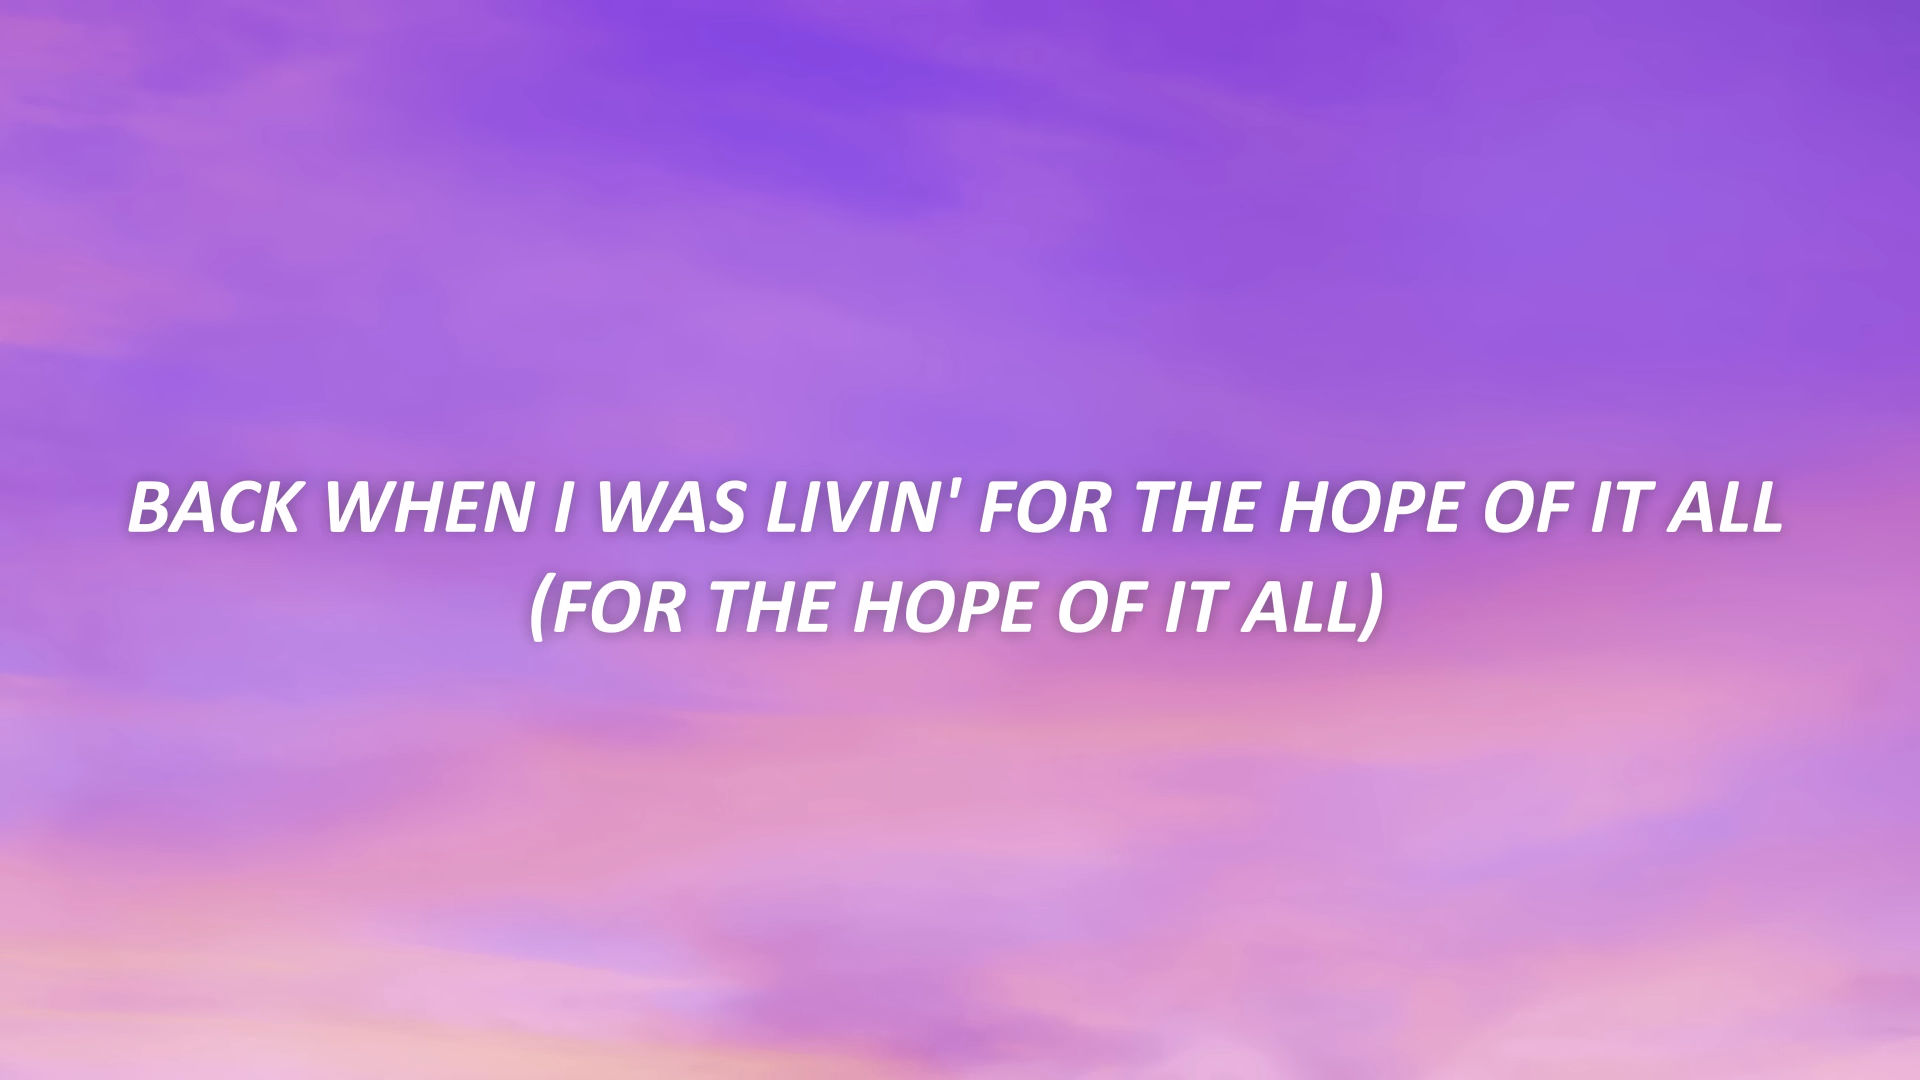 BACK WHEN I WAS LIVIN' FOR THE HOPE OF IT ALL
(FOR THE HOPE OF IT ALL)